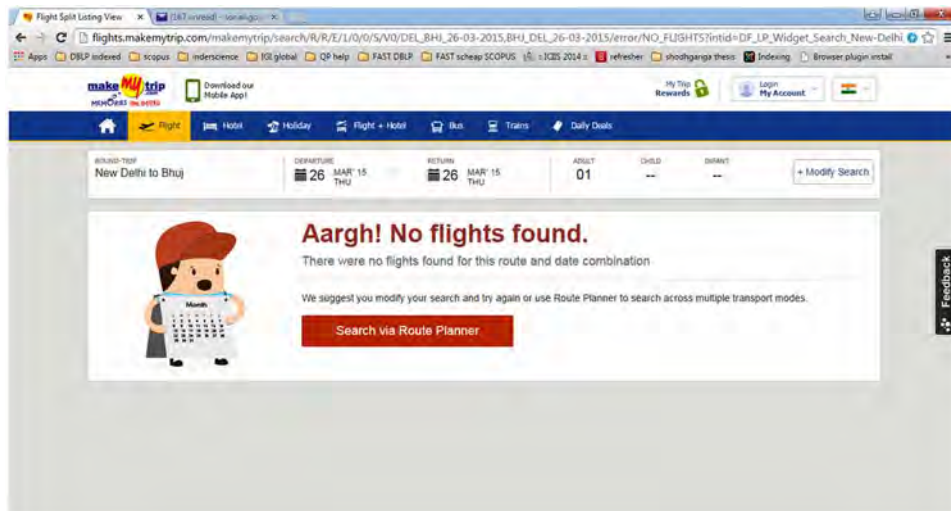 Flight Split Listing View
flights.makemytrip.com/makemytrip/search/R/R/E/1/0/0/S/V0/DEL_BHJ_26-03-2015,BHJ_DEL_26-03-2015/error/NO_FLIGHTS?intid=DF_LP_Widget_Search_New-Delhi
Apps DBLP indexed scopus inderscience IGI global QP help FAST DBLP FAST scheap SCOPUS ::ICBS 2014:: refresher shodhganga thesis Indexing Browser plugin install
make My trip .com
Download our
Mobile App!
My Trip
Rewards
Login
My Account
Flight Hotel Holiday Flight + Hotel Bus Trains Daily Deals
ROUND-TRIP DEPARTURE RETURN ADULT CHILD INFANT
New Delhi to Bhuj 26 MAR' 15 THU 26 MAR' 15 THU 01 -- -- + Modify Search
Aargh! No flights found.
There were no flights found for this route and date combination
We suggest you modify your search and try again or use Route Planner to search across multiple transport modes.
Month
Search via Route Planner
Feedback